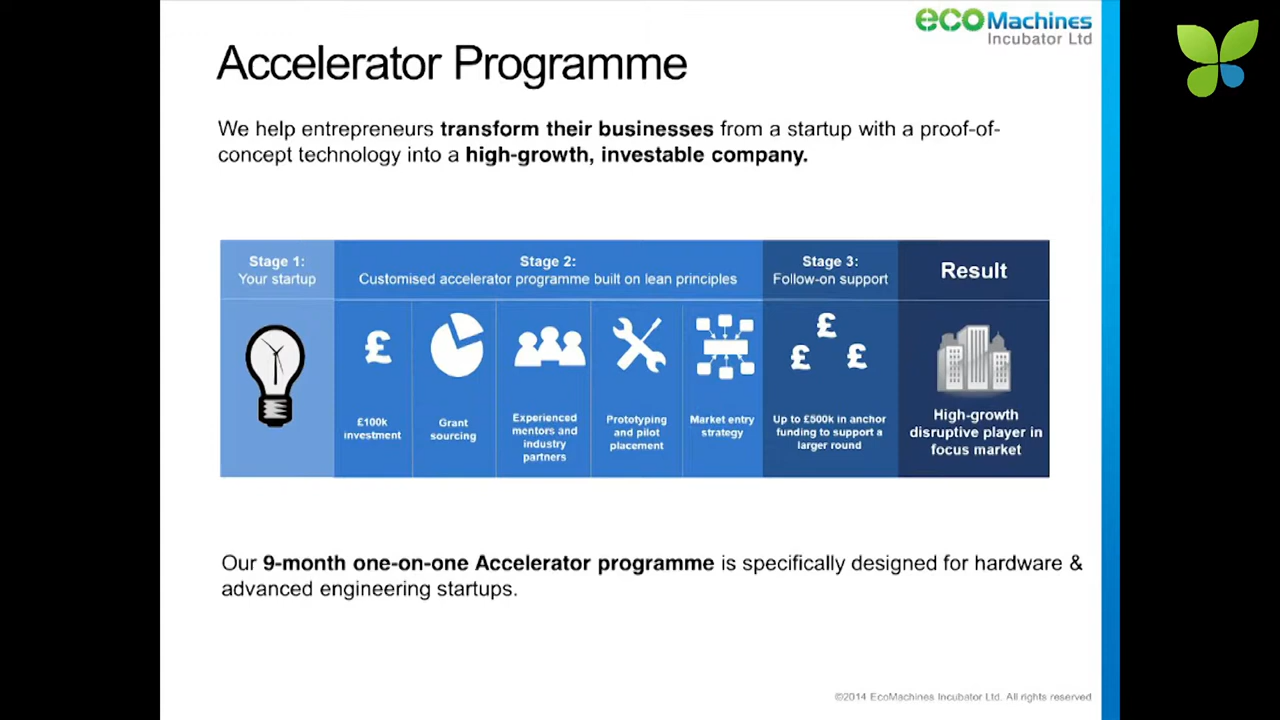 ecoMachines
Incubator Ltd
Accelerator Programme
We help entrepreneurs transform their businesses from a startup with a proof-of-
concept technology into a high-growth, investable company.
Stage 1:
Your startup
Stage 2:
Customised accelerator programme built on lean principles
Stage 3:
Follow-on support
Result
£
£
£
£
£100k
investment
Grant
sourcing
Experienced
mentors and
industry
partners
Prototyping
and pilot
placement
Market entry
strategy
Up to £500k in anchor
funding to support a
larger round
High-growth
disruptive player in
focus market
Our 9-month one-on-one Accelerator programme is specifically designed for hardware &
advanced engineering startups.
©2014 EcoMachines Incubator Ltd. All rights reserved